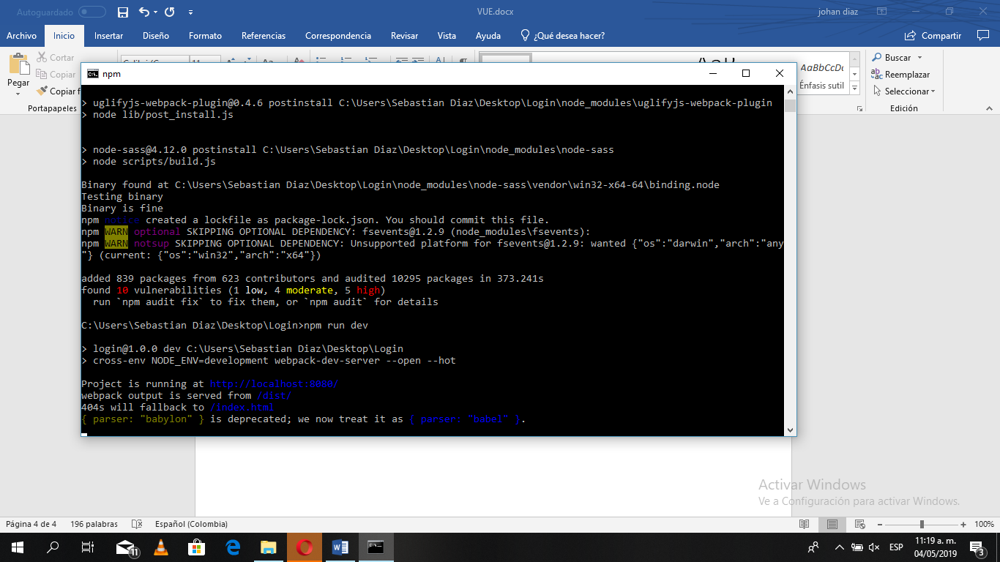 Autoguardado
VUE.docx
johan diaz
Archivo
Inicio
Insertar
Diseño
Formato
Referencias
Correspondencia
Revisar
Vista
Ayuda
¿Qué desea hacer?
Compartir
Pegar
Cortar
Copiar
Copiar f
Portapapeles
11
AaBbCcDc
Énfasis sutil
Buscar
Reemplazar
Seleccionar
Edición
npm
> uglifyjs-webpack-plugin@0.4.6 postinstall C:\Users\Sebastian Diaz\Desktop\Login\node_modules\uglifyjs-webpack-plugin
> node lib/post_install.js
> node-sass@4.12.0 postinstall C:\Users\Sebastian Diaz\Desktop\Login\node_modules\node-sass
> node scripts/build.js
Binary found at C:\Users\Sebastian Diaz\Desktop\Login\node_modules\node-sass\vendor\win32-x64-64\binding.node
Testing binary
Binary is fine
npm notice created a lockfile as package-lock.json. You should commit this file.
npm WARN optional SKIPPING OPTIONAL DEPENDENCY: fsevents@1.2.9 (node_modules\fsevents):
npm WARN notsup SKIPPING OPTIONAL DEPENDENCY: Unsupported platform for fsevents@1.2.9: wanted {"os":"darwin","arch":"any
"} (current: {"os":"win32","arch":"x64"})
added 839 packages from 623 contributors and audited 10295 packages in 373.241s
found 10 vulnerabilities (1 low, 4 moderate, 5 high)
run `npm audit fix` to fix them, or `npm audit` for details
C:\Users\Sebastian Diaz\Desktop\Login>npm run dev
> login@1.0.0 dev C:\Users\Sebastian Diaz\Desktop\Login
> cross-env NODE_ENV=development webpack-dev-server --open --hot
Project is running at http://localhost:8080/
webpack output is served from /dist/
404s will fallback to /index.html
{ parser: "babylon" } is deprecated; we now treat it as { parser: "babel" }.
Activar Windows
Ve a Configuración para activar Windows.
Página 4 de 4
196 palabras
Español (Colombia)
100%
11
ESP
11:19 a. m.
04/05/2019
3